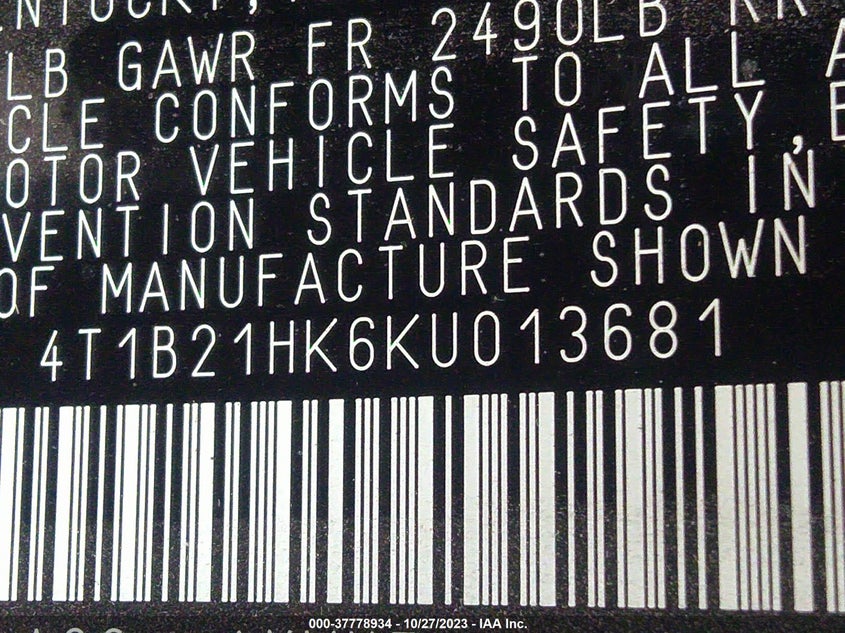 LB GAWR FR 2490LB RR
CLE CONFORMS TO ALL A
OTOR VEHICLE SAFETY,
VENTION STANDARDS IN
OF MANUFACTURE SHOWN
4T1B21HK6KU013681
000-37778934 - 10/27/2023 - IAA Inc.